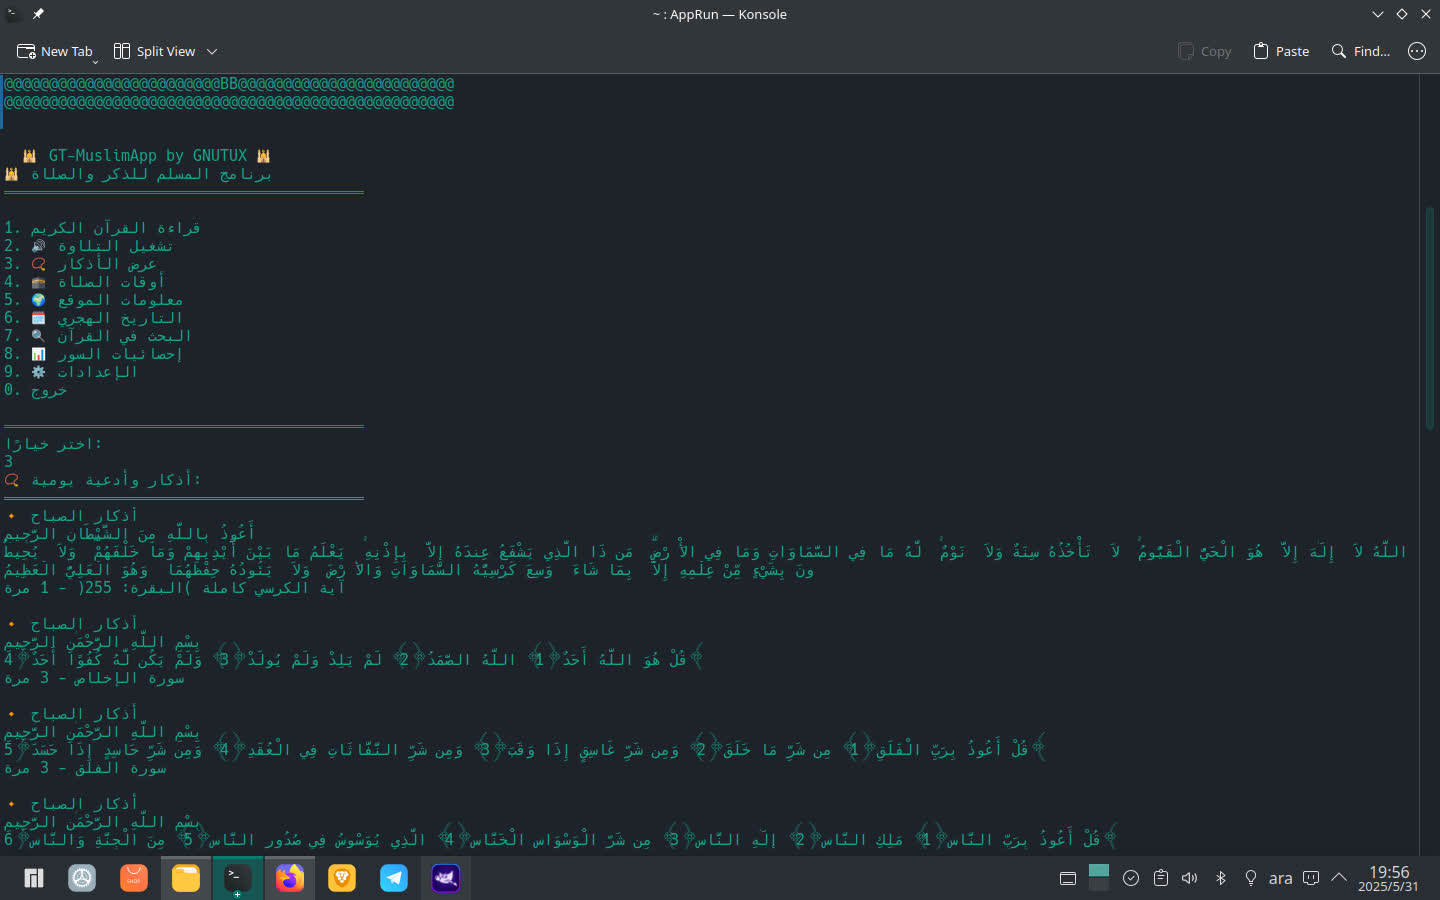 ~ : AppRun — Konsole
New Tab
Split View
Copy
Paste
Find...
@@@@@@@@@@@@@@@@@@@@@@@@BB@@@@@@@@@@@@@@@@@@@@@@@@
@@@@@@@@@@@@@@@@@@@@@@@@@@@@@@@@@@@@@@@@@@@@@@@@@@
🕌 GT-MuslimApp by GNUTUX 🕌
🕌 برنامج المسلم للذكر والصلاة
1. قراءة القرآن الكريم
2. 🔊 تشغيل التلاوة
3. 📿 عرض الأذكار
4. 🕋 أوقات الصلاة
5. 🌍 معلومات الموقع
6. 🗓️ التاريخ الهجري
7. 🔍 البحث في القرآن
8. 📊 إحصائيات السور
9. ⚙️ الإعدادات
0. خروج
اختر خيارًا:
3
📿 أذكار وأدعية يومية:
🔸 أذكار الصباح
أَعُوذُ بِاللَّهِ مِنَ الشَّيْطَانِ الرَّجِيمِ
اللَّهُ لاَ إِلَهَ إِلاَّ هُوَ الْحَيُّ الْقَيُّومُ ۚ لاَ تَأْخُذُهُ سِنَةٌ وَلاَ نَوْمٌ ۚ لَّهُ مَا فِي السَّمَاوَاتِ وَمَا فِي الأَرْضِ ۗ مَن ذَا الَّذِي يَشْفَعُ عِندَهُ إِلاَّ بِإِذْنِهِ ۚ يَعْلَمُ مَا بَيْنَ أَيْدِيهِمْ وَمَا خَلْفَهُمْ ۖ وَلاَ يُحِيطُ
ونَ بِشَيْءٍ مِّنْ عِلْمِهِ إِلاَّ بِمَا شَاءَ ۚ وَسِعَ كُرْسِيُّهُ السَّمَاوَاتِ وَالأَرْضَ ۖ وَلاَ يَئُودُهُ حِفْظُهُمَا ۚ وَهُوَ الْعَلِيُّ الْعَظِيمُ
آية الكرسي كاملة (البقرة: 255) - 1 مرة
🔸 أذكار الصباح
بِسْمِ اللَّهِ الرَّحْمَنِ الرَّحِيمِ
قُلْ هُوَ اللَّهُ أَحَدٌ ﴿1﴾ اللَّهُ الصَّمَدُ ﴿2﴾ لَمْ يَلِدْ وَلَمْ يُولَدْ ﴿3﴾ وَلَمْ يَكُن لَّهُ كُفُوًا أَحَدٌ ﴿4﴾
سورة الإخلاص - 3 مرة
🔸 أذكار الصباح
بِسْمِ اللَّهِ الرَّحْمَنِ الرَّحِيمِ
قُلْ أَعُوذُ بِرَبِّ الْفَلَقِ ﴿1﴾ مِن شَرِّ مَا خَلَقَ ﴿2﴾ وَمِن شَرِّ غَاسِقٍ إِذَا وَقَبَ ﴿3﴾ وَمِن شَرِّ النَّفَّاثَاتِ فِي الْعُقَدِ ﴿4﴾ وَمِن شَرِّ حَاسِدٍ إِذَا حَسَدَ ﴿5﴾
سورة الفلق - 3 مرة
🔸 أذكار الصباح
بِسْمِ اللَّهِ الرَّحْمَنِ الرَّحِيمِ
قُلْ أَعُوذُ بِرَبِّ النَّاسِ ﴿1﴾ مَلِكِ النَّاسِ ﴿2﴾ إِلَهِ النَّاسِ ﴿3﴾ مِن شَرِّ الْوَسْوَاسِ الْخَنَّاسِ ﴿4﴾ الَّذِي يُوَسْوِسُ فِي صُدُورِ النَّاسِ ﴿5﴾ مِنَ الْجِنَّةِ وَالنَّاسِ ﴿6﴾
ara
19:56
2025/5/31